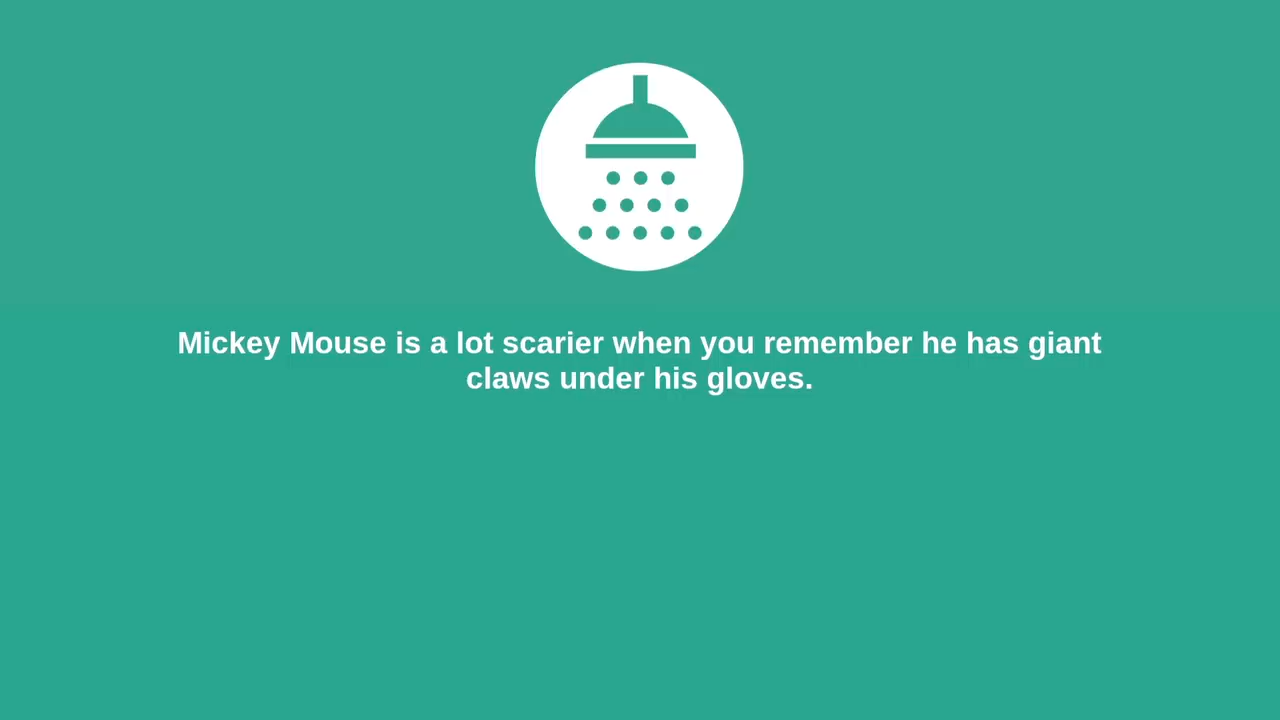 Mickey Mouse is a lot scarier when you remember he has giant
claws under his gloves.